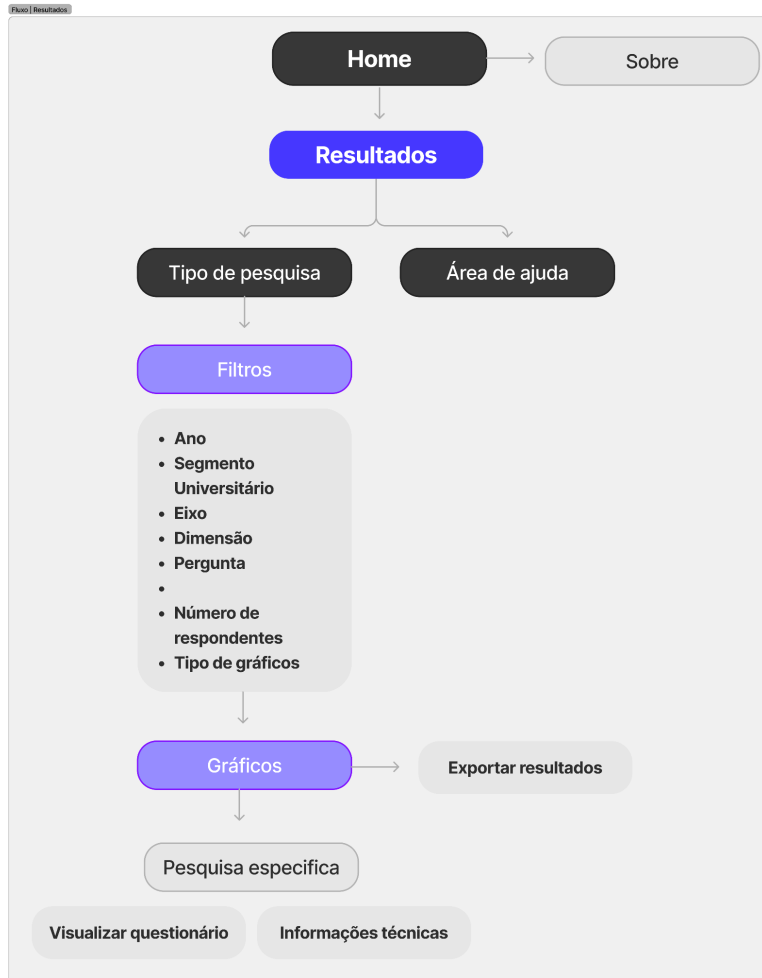 Fluxo | Resultados
Home
Sobre
Resultados
Tipo de pesquisa
Área de ajuda
Filtros
• Ano
• Segmento
Universitário
• Eixo
• Dimensão
• Pergunta
•
• Número de
respondentes
• Tipo de gráficos
Gráficos
Exportar resultados
Pesquisa especifica
Visualizar questionário
Informações técnicas